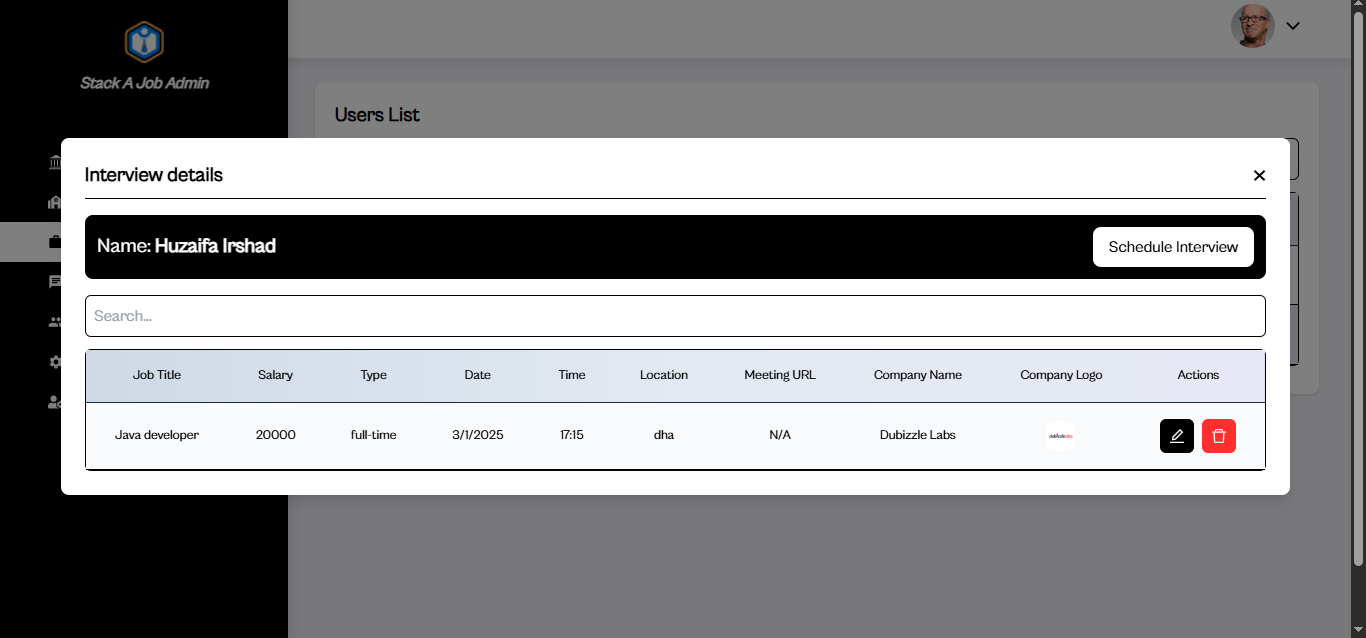 Stack A Job Admin
Users List
Interview details
Name: Huzaifa Irshad
Schedule Interview
Search...
Job Title Salary Type Date Time Location Meeting URL Company Name Company Logo Actions
Java developer 20000 full-time 3/1/2025 17:15 dha N/A Dubizzle Labs dubizzle labs